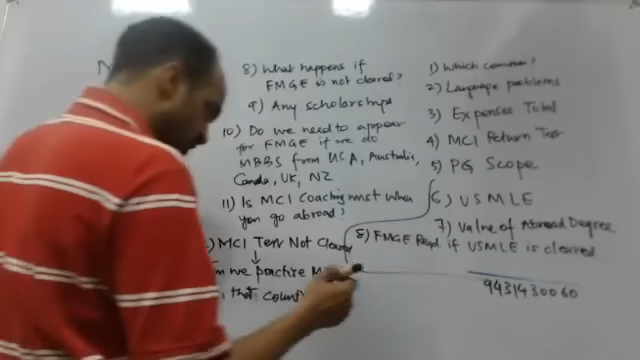 N
8) What happens if
FMGE is not cleared?
9) Any scholarships
10) Do we need to appear
for FMGE if we do
MBBS from USA, Australia,
Canda, UK, NZ
11) Is MCI Coaching must when
you go abroad?
) MCI Test Not Cleared
we practice M
, that count
1) Which common?
2) Language problems
3) Expenses Total
4) MCI Return Test
5) PG Scope
6) USMLE
7) Value of Abroad Degree
8) FMGE Reqd. if USMLE is cleared
9431430060